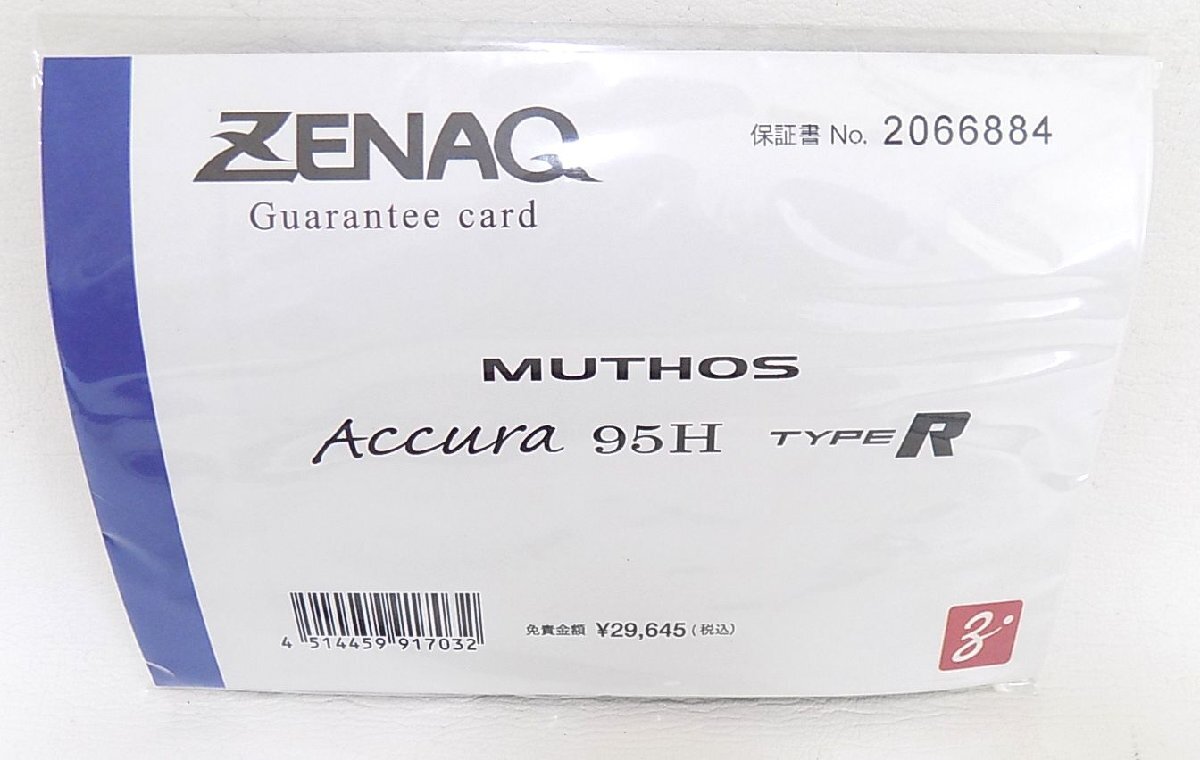 ZENAQ
保証書 No. 2066884
Guarantee card
MUTHOS
Accura 95H TYPE R
4 514459 917032
免責金額 ¥29,645 (税込)